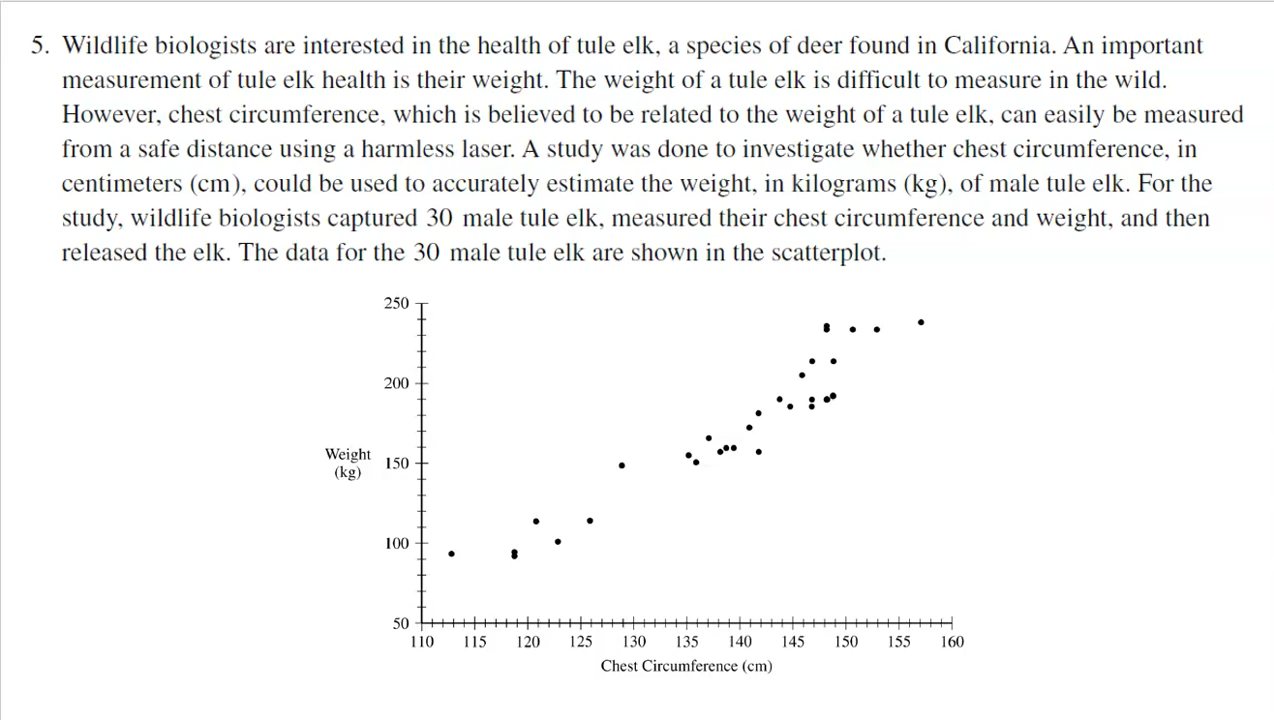 5. Wildlife biologists are interested in the health of tule elk, a species of deer found in California. An important
measurement of tule elk health is their weight. The weight of a tule elk is difficult to measure in the wild.
However, chest circumference, which is believed to be related to the weight of a tule elk, can easily be measured
from a safe distance using a harmless laser. A study was done to investigate whether chest circumference, in
centimeters (cm), could be used to accurately estimate the weight, in kilograms (kg), of male tule elk. For the
study, wildlife biologists captured 30 male tule elk, measured their chest circumference and weight, and then
released the elk. The data for the 30 male tule elk are shown in the scatterplot.
250
200
Weight
(kg)
150
100
50
110 115 120 125 130 135 140 145 150 155 160
Chest Circumference (cm)